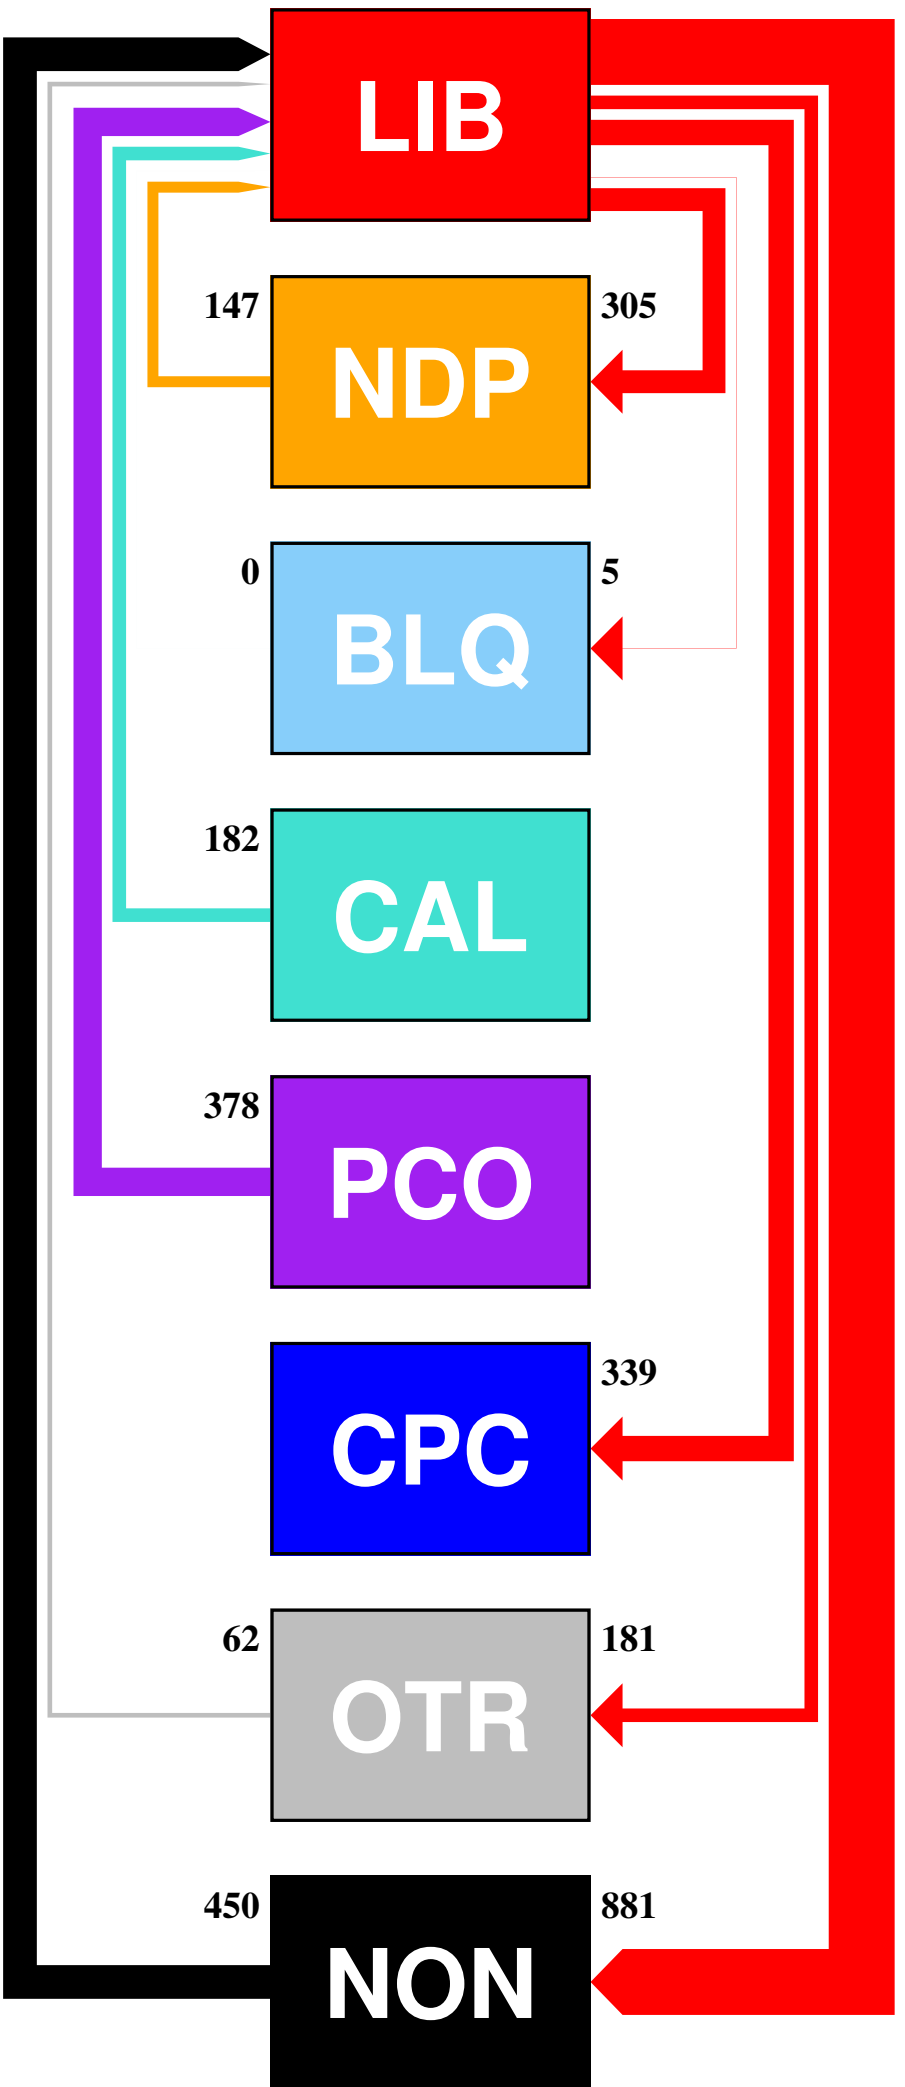 LIB
147 305
NDP
0 5
BLQ
182
CAL
378
PCO
339
CPC
62 181
OTR
450 881
NON